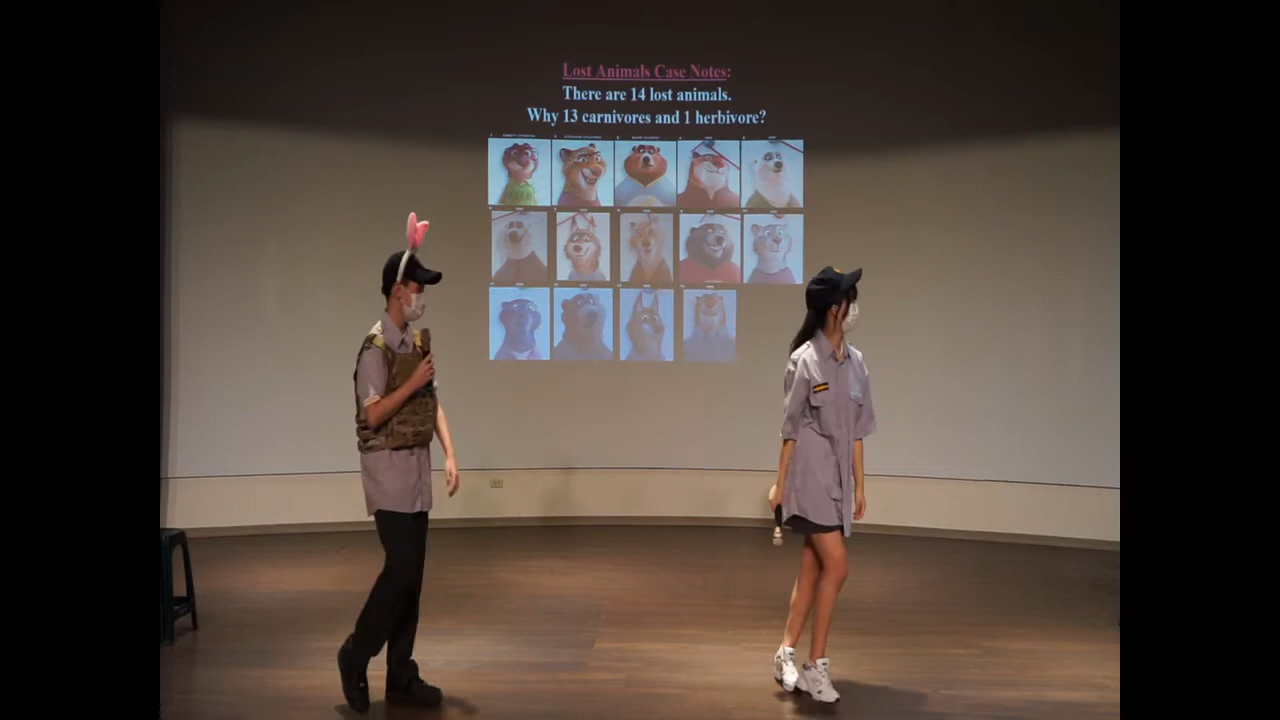 Lost Animals Case Notes:
There are 14 lost animals.
Why 13 carnivores and 1 herbivore?